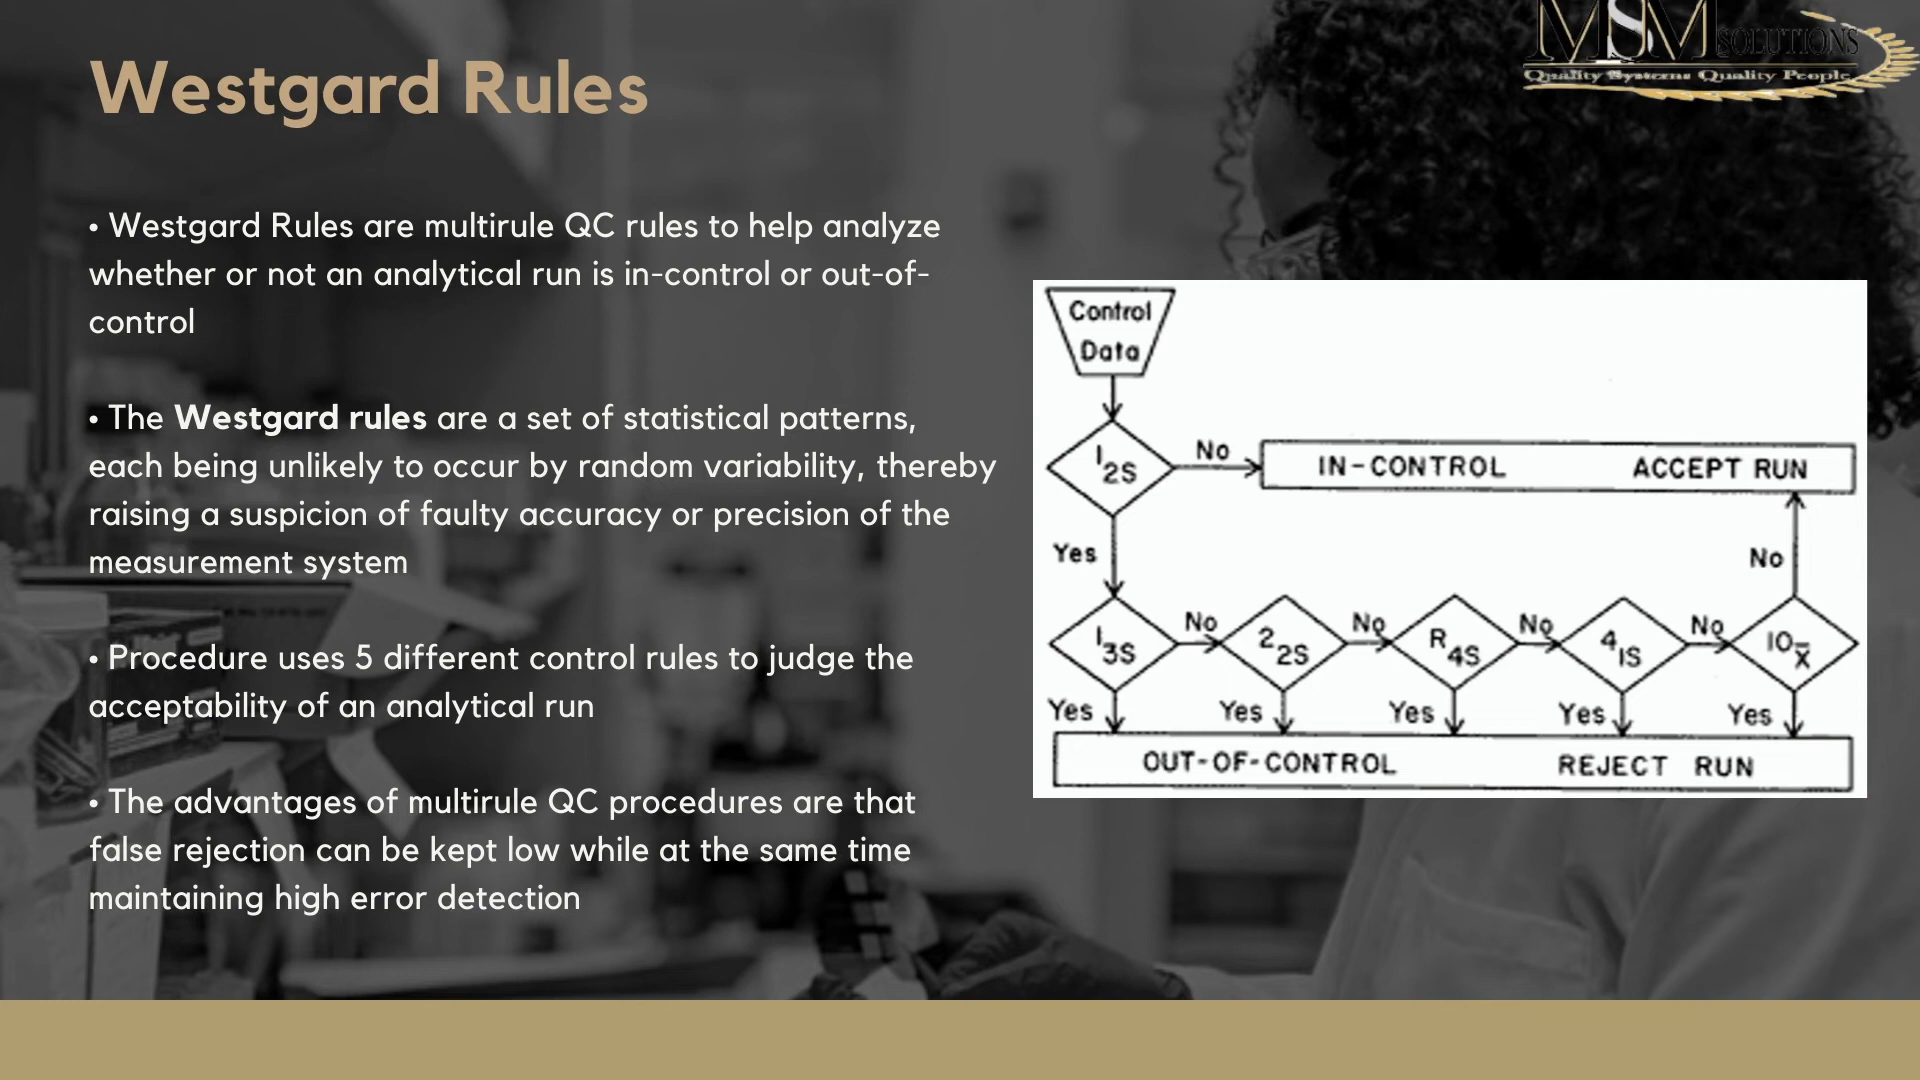 MSM SOLUTIONS
Quality Systems Quality People
Westgard Rules
• Westgard Rules are multirule QC rules to help analyze
whether or not an analytical run is in-control or out-of-
control
• The Westgard rules are a set of statistical patterns,
each being unlikely to occur by random variability, thereby
raising a suspicion of faulty accuracy or precision of the
measurement system
• Procedure uses 5 different control rules to judge the
acceptability of an analytical run
• The advantages of multirule QC procedures are that
false rejection can be kept low while at the same time
maintaining high error detection
Control
Data
1 2S
No
IN-CONTROL ACCEPT RUN
Yes
No
1 3S
No
2 2S
No
R 4S
No
4 1S
No
10 x̄
Yes
Yes
Yes
Yes
Yes
OUT-OF-CONTROL REJECT RUN